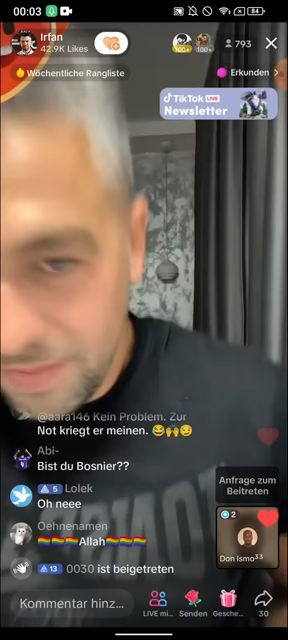 00:03
84
Irfan
42.9K Likes
100+
100+
793
Wöchentliche Rangliste
Erkunden >
TikTok LIVE
Newsletter
@aara146 Kein Problem. Zur
Not kriegt er meinen. 😂🙌😏
Abi-
Bist du Bosnier??
5 Lolek
Oh neee
Oehnenamen
🏳️‍🌈🏳️‍🌈🏳️‍🌈Allah🏳️‍🌈🏳️‍🌈🏳️‍🌈
13 0030 ist beigetreten
Anfrage zum
Beitreten
2
Don Ismo³³
Kommentar hinz...
LIVE mi...
Senden
Gesche...
30